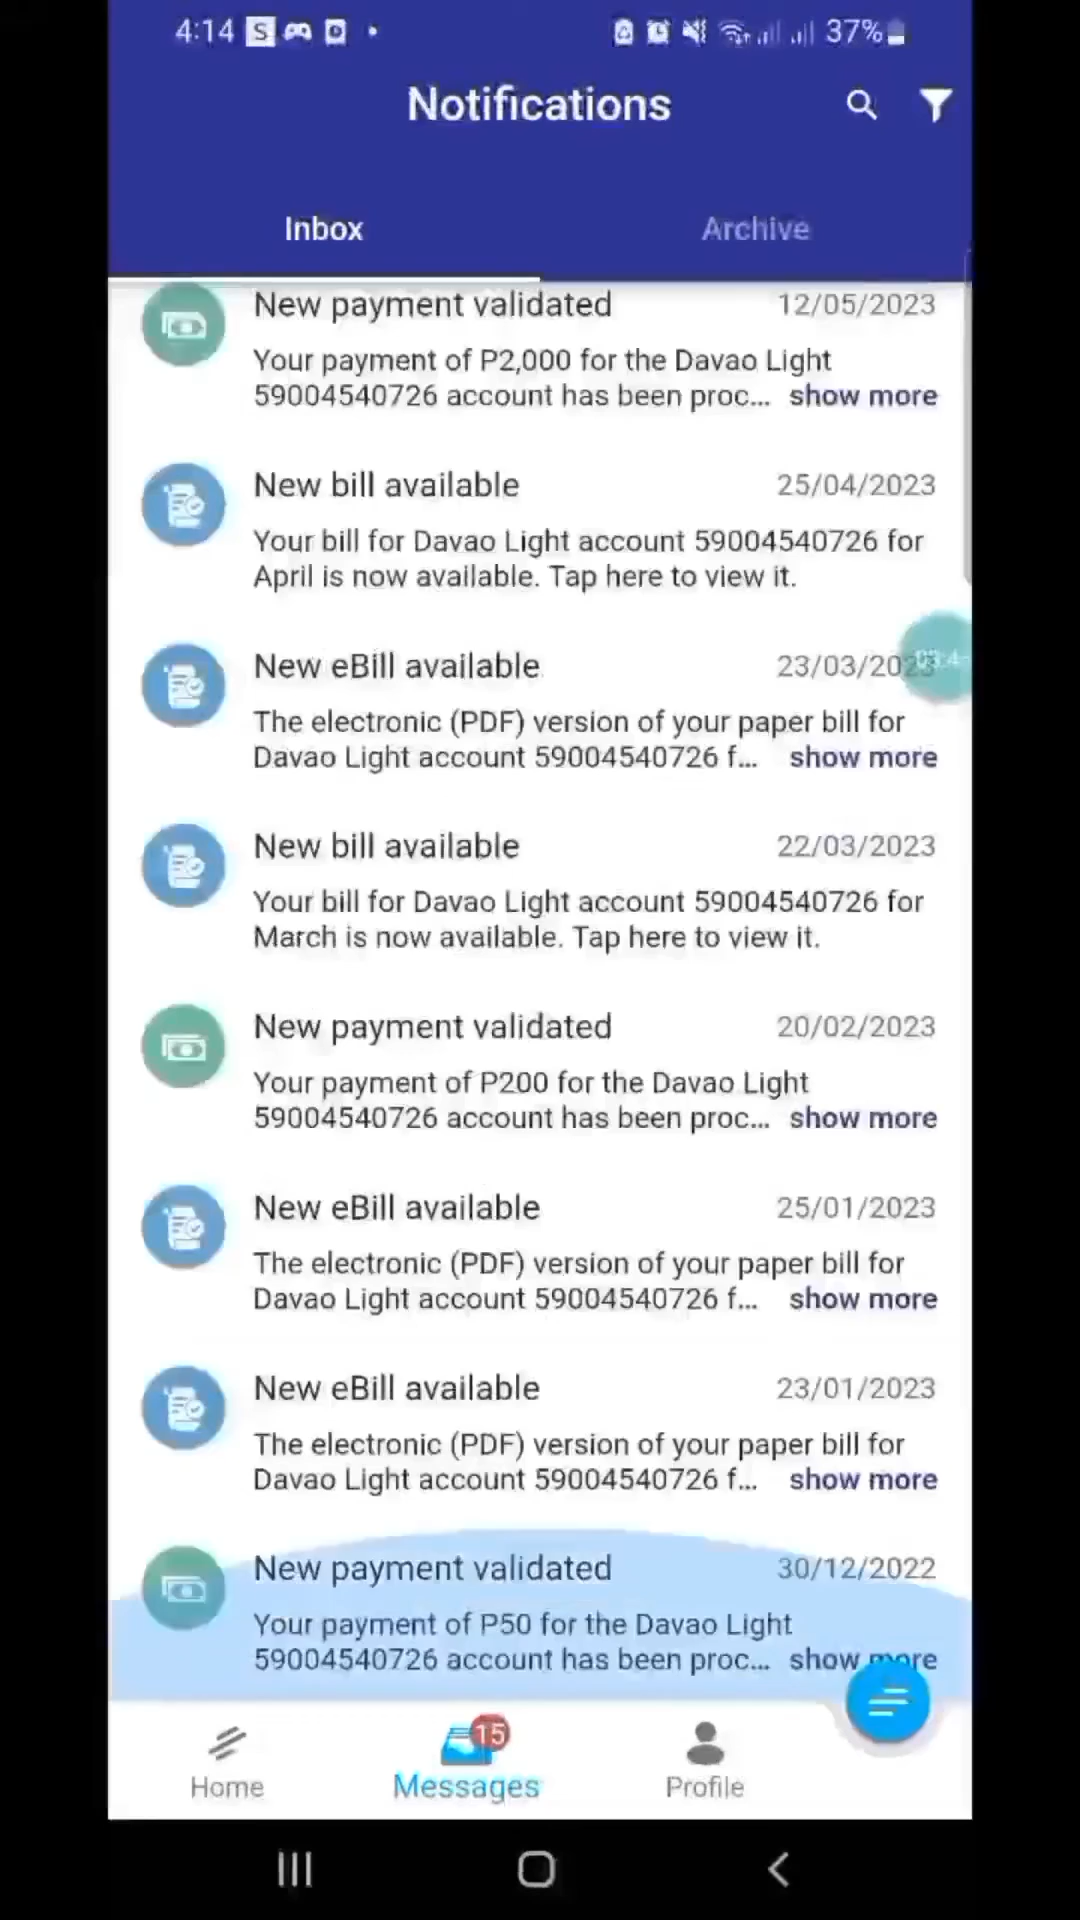 4:14
37%
Notifications
Inbox
Archive
New payment validated 12/05/2023
Your payment of P2,000 for the Davao Light
59004540726 account has been proc... show more
New bill available 25/04/2023
Your bill for Davao Light account 59004540726 for
April is now available. Tap here to view it.
New eBill available 23/03/2023
The electronic (PDF) version of your paper bill for
Davao Light account 59004540726 f... show more
New bill available 22/03/2023
Your bill for Davao Light account 59004540726 for
March is now available. Tap here to view it.
New payment validated 20/02/2023
Your payment of P200 for the Davao Light
59004540726 account has been proc... show more
New eBill available 25/01/2023
The electronic (PDF) version of your paper bill for
Davao Light account 59004540726 f... show more
New eBill available 23/01/2023
The electronic (PDF) version of your paper bill for
Davao Light account 59004540726 f... show more
New payment validated 30/12/2022
Your payment of P50 for the Davao Light
59004540726 account has been proc... show more
15
Home
Messages
Profile